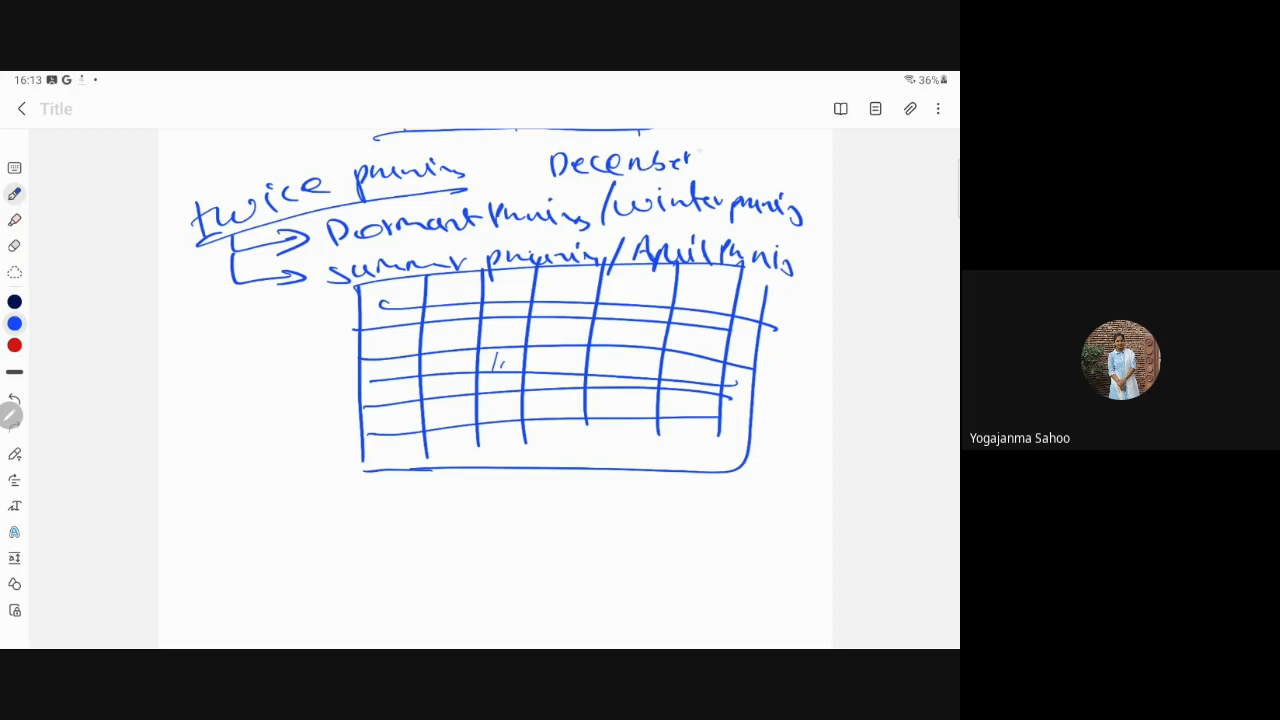 16:13
36%
Title
December
twice pruning
Dormant Pruning / winter pruning
summer pruning / April Pruning
Yogajanma Sahoo